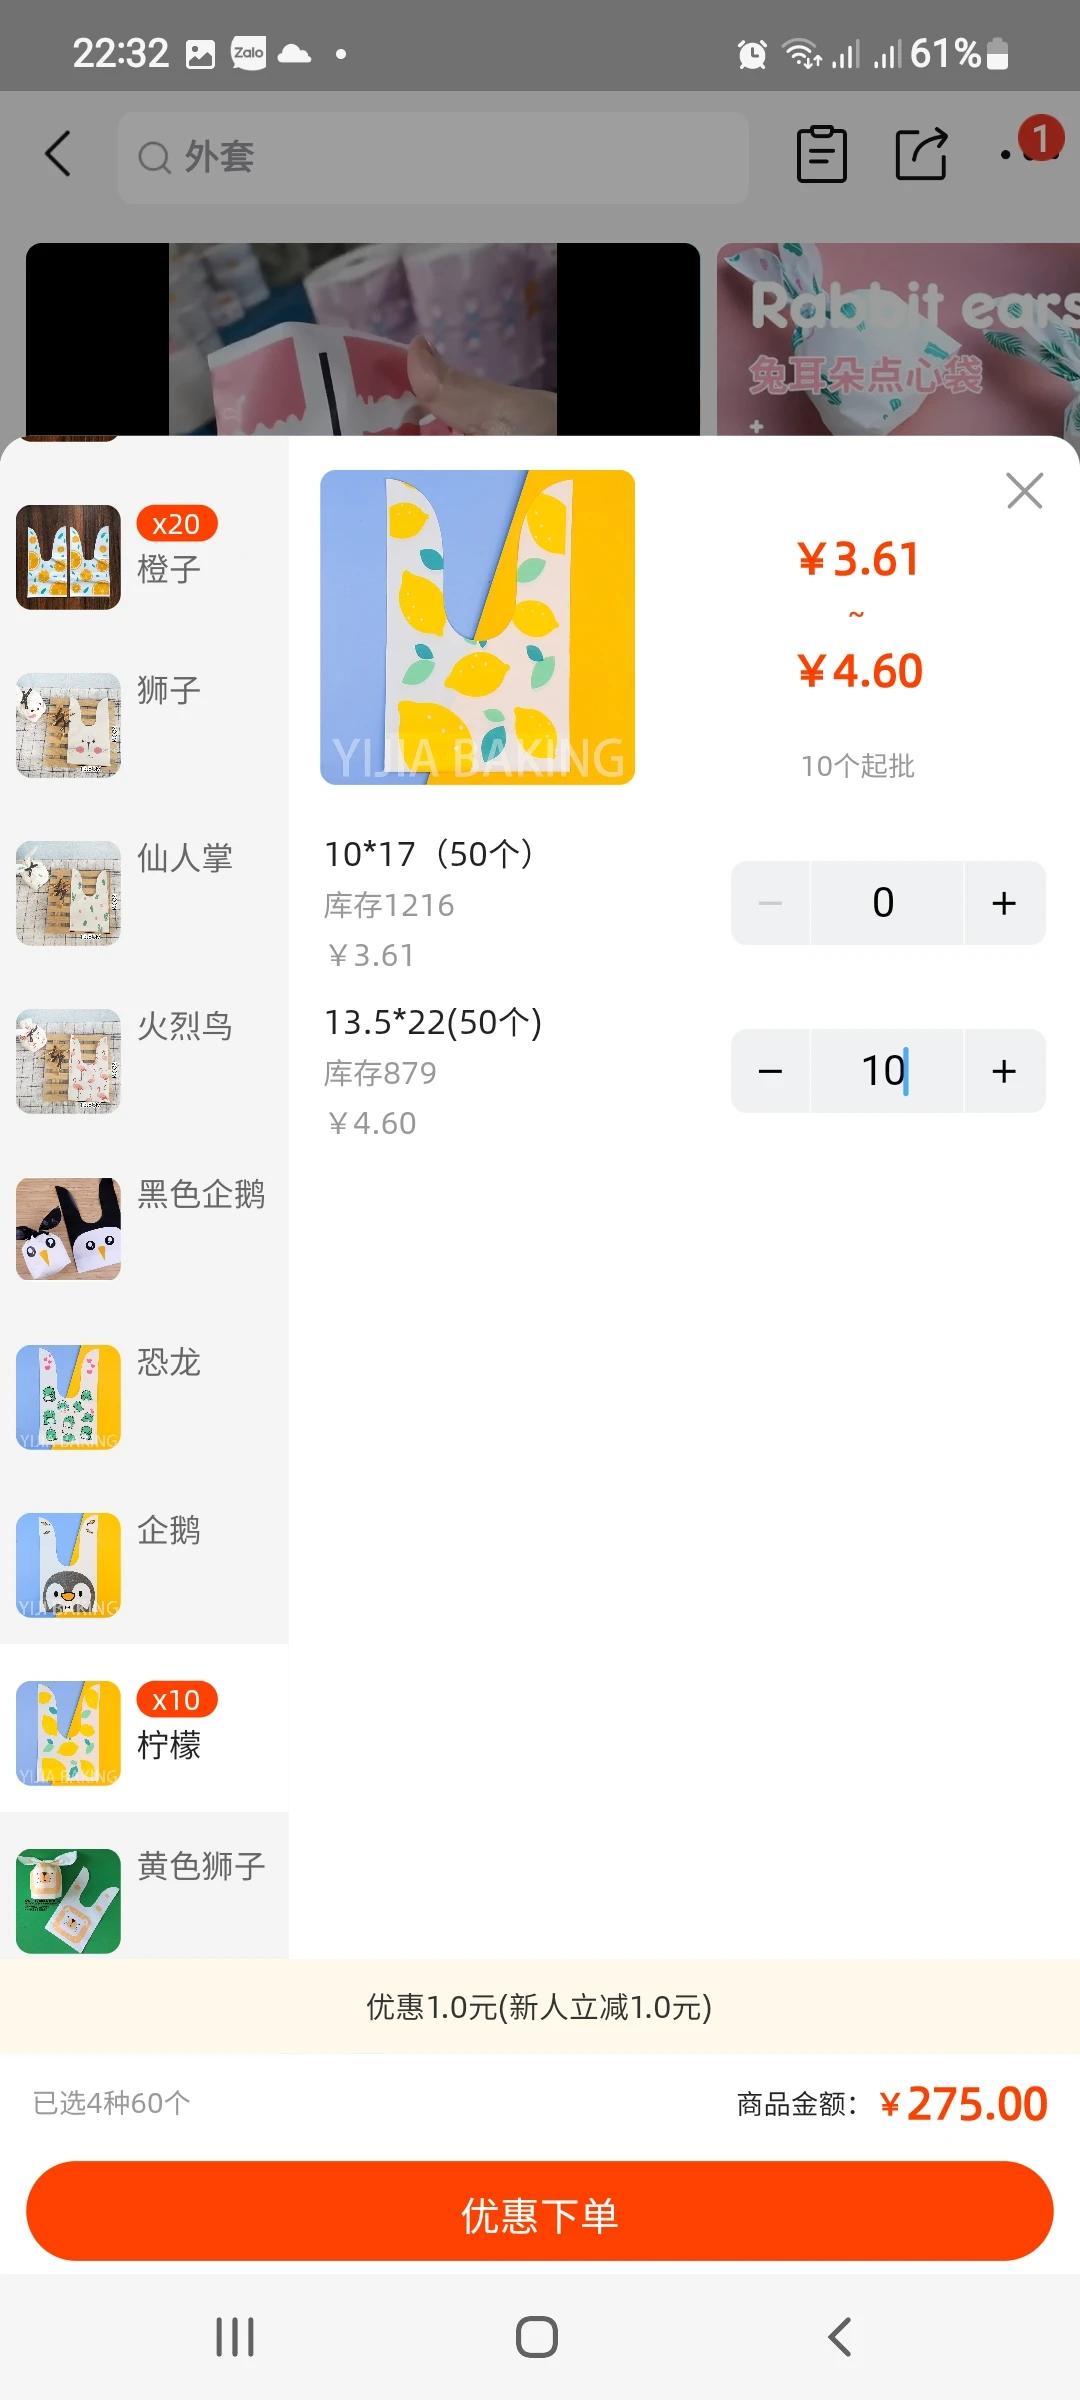 22:32
Zalo
61%
外套
1
Rabbit ears
兔耳朵点心袋
x20
橙子
狮子
仙人掌
火烈鸟
黑色企鹅
恐龙
企鹅
x10
柠檬
黄色狮子
YIJIA BAKING
¥3.61
~
¥4.60
10个起批
10*17（50个）
库存1216
¥3.61
0
13.5*22(50个)
库存879
¥4.60
10
优惠1.0元(新人立减1.0元)
已选4种60个
商品金额：¥275.00
优惠下单